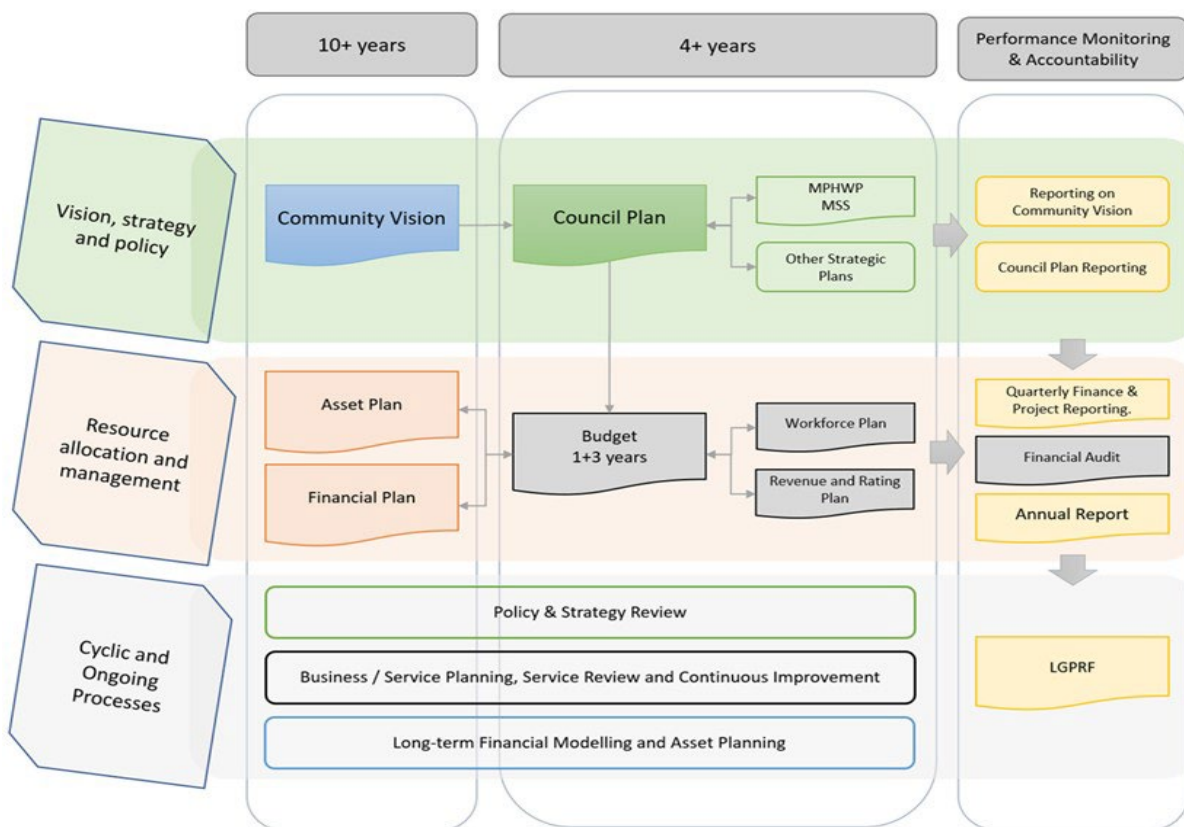 10+ years
4+ years
Performance Monitoring
& Accountability
Vision, strategy
and policy
Community Vision
Council Plan
MPHWP
MSS
Other Strategic
Plans
Reporting on
Community Vision
Council Plan Reporting
Resource
allocation and
management
Asset Plan
Financial Plan
Budget
1+3 years
Workforce Plan
Revenue and Rating
Plan
Quarterly Finance &
Project Reporting.
Financial Audit
Annual Report
Cyclic and
Ongoing
Processes
Policy & Strategy Review
Business / Service Planning, Service Review and Continuous Improvement
Long-term Financial Modelling and Asset Planning
LGPRF